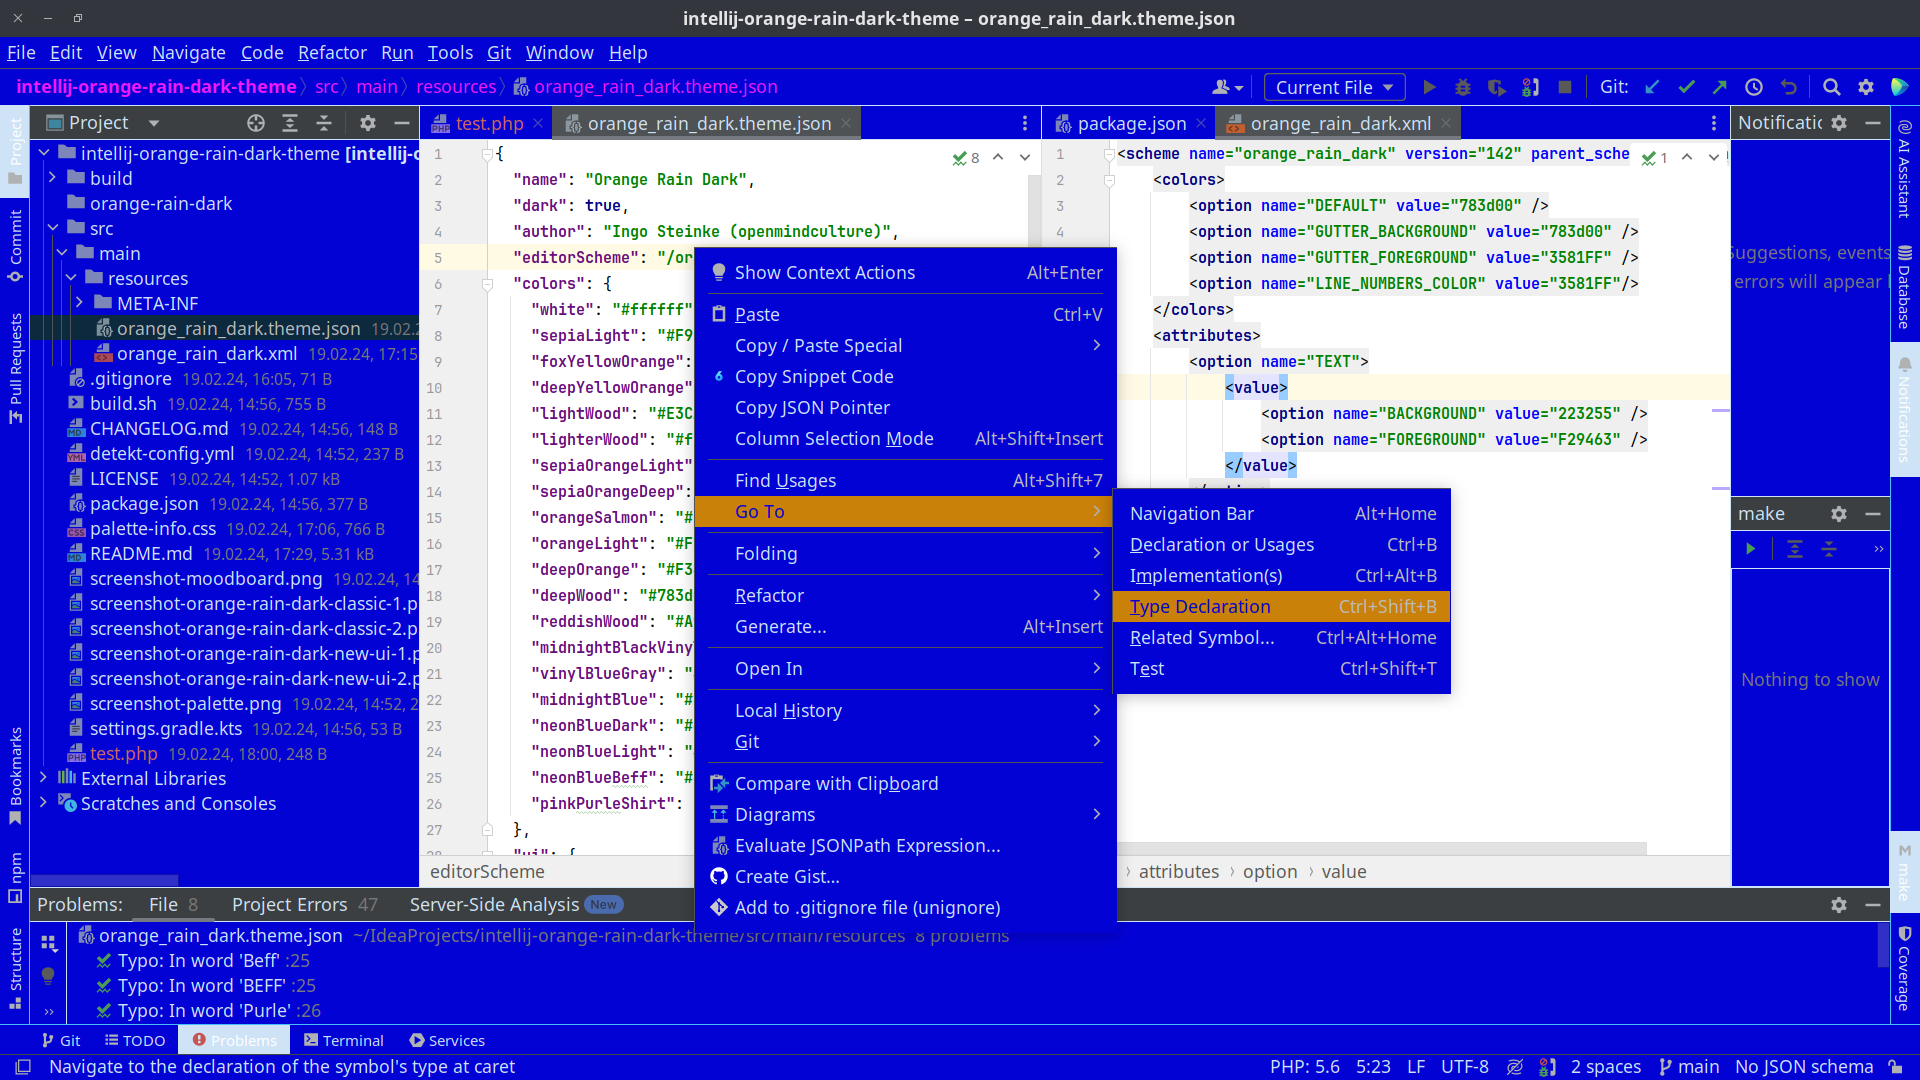 intellij-orange-rain-dark-theme – orange_rain_dark.theme.json
File Edit View Navigate Code Refactor Run Tools Git Window Help
intellij-orange-rain-dark-theme src main resources orange_rain_dark.theme.json Current File Git:
Project
intellij-orange-rain-dark-theme [intellij-o
build
orange-rain-dark
src
main
resources
META-INF
orange_rain_dark.theme.json 19.02.2
orange_rain_dark.xml 19.02.24, 17:15
.gitignore 19.02.24, 16:05, 71 B
build.sh 19.02.24, 14:56, 755 B
CHANGELOG.md 19.02.24, 14:56, 148 B
detekt-config.yml 19.02.24, 14:52, 237 B
LICENSE 19.02.24, 14:52, 1.07 kB
package.json 19.02.24, 14:56, 377 B
palette-info.css 19.02.24, 17:06, 766 B
README.md 19.02.24, 17:29, 5.31 kB
screenshot-moodboard.png 19.02.24, 14
screenshot-orange-rain-dark-classic-1.p
screenshot-orange-rain-dark-classic-2.p
screenshot-orange-rain-dark-new-ui-1.p
screenshot-orange-rain-dark-new-ui-2.p
screenshot-palette.png 19.02.24, 14:52, 2
settings.gradle.kts 19.02.24, 14:56, 53 B
test.php 19.02.24, 18:00, 248 B
External Libraries
Scratches and Consoles
Project
Commit
Pull Requests
Bookmarks
npm
Structure
test.php orange_rain_dark.theme.json
8
1 {
2 "name": "Orange Rain Dark",
3 "dark": true,
4 "author": "Ingo Steinke (openmindculture)",
5 "editorScheme": "/or
6 "colors": {
7 "white": "#ffffff"
8 "sepiaLight": "#F9
9 "foxYellowOrange":
10 "deepYellowOrange"
11 "lightWood": "#E3C
12 "lighterWood": "#f
13 "sepiaOrangeLight"
14 "sepiaOrangeDeep":
15 "orangeSalmon": "#
16 "orangeLight": "#F
17 "deepOrange": "#F3
18 "deepWood": "#783d
19 "reddishWood": "#A
20 "midnightBlackViny
21 "vinylBlueGray": "
22 "midnightBlue": "#
23 "neonBlueDark": "#
24 "neonBlueLight": "
25 "neonBlueBeff": "#
26 "pinkPurleShirt":
27 },
28 "ui": {
editorScheme
Show Context Actions Alt+Enter
Paste Ctrl+V
Copy / Paste Special
Copy Snippet Code
Copy JSON Pointer
Column Selection Mode Alt+Shift+Insert
Find Usages Alt+Shift+7
Go To
Folding
Refactor
Generate... Alt+Insert
Open In
Local History
Git
Compare with Clipboard
Diagrams
Evaluate JSONPath Expression...
Create Gist...
Add to .gitignore file (unignore)
Navigation Bar Alt+Home
Declaration or Usages Ctrl+B
Implementation(s) Ctrl+Alt+B
Type Declaration Ctrl+Shift+B
Related Symbol... Ctrl+Alt+Home
Test Ctrl+Shift+T
package.json orange_rain_dark.xml
1
1 <scheme name="orange_rain_dark" version="142" parent_sche
2 <colors>
3 <option name="DEFAULT" value="783d00" />
4 <option name="GUTTER_BACKGROUND" value="783d00" />
<option name="GUTTER_FOREGROUND" value="3581FF" />
<option name="LINE_NUMBERS_COLOR" value="3581FF"/>
</colors>
<attributes>
<option name="TEXT">
<value>
<option name="BACKGROUND" value="223255" />
<option name="FOREGROUND" value="F29463" />
</value>
attributes option value
Notificatio
Suggestions, events
errors will appear
make
Nothing to show
AI Assistant
Database
Notifications
make
Coverage
Problems: File 8 Project Errors 47 Server-Side Analysis New
orange_rain_dark.theme.json ~/IdeaProjects/intellij-orange-rain-dark-theme/src/main/resources 8 problems
Typo: In word 'Beff' :25
Typo: In word 'BEFF' :25
Typo: In word 'Purle' :26
Git TODO Problems Terminal Services
Navigate to the declaration of the symbol's type at caret PHP: 5.6 5:23 LF UTF-8 2 spaces main No JSON schema